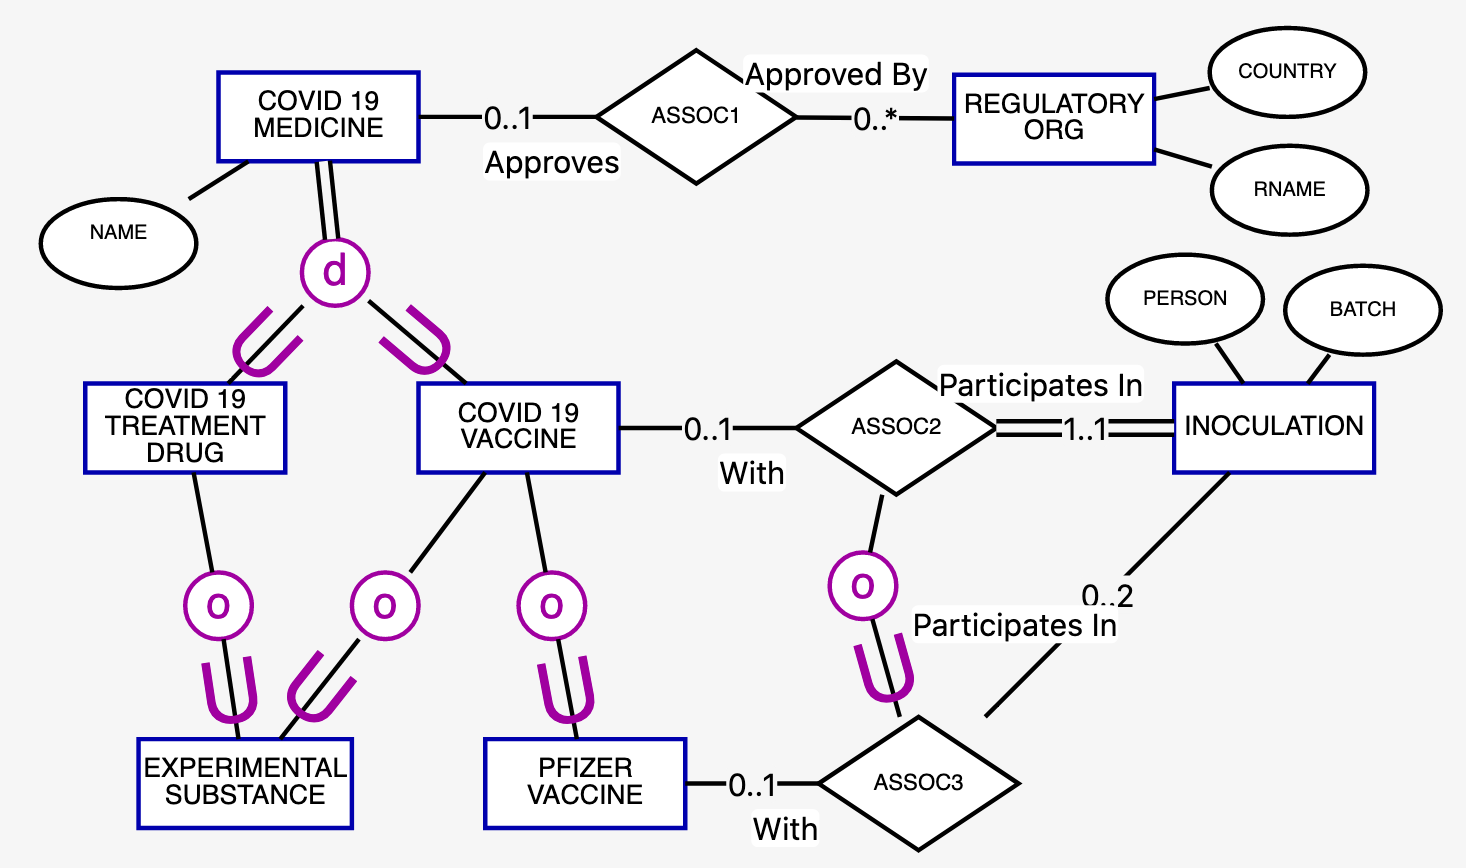 Approved By
COVID 19
MEDICINE
0..1
ASSOC1
0..*
REGULATORY
ORG
COUNTRY
Approves
RNAME
NAME
d
PERSON
BATCH
COVID 19
TREATMENT
DRUG
COVID 19
VACCINE
0..1
ASSOC2
Participates In
1..1
INOCULATION
With
o
o
o
o
0..2
Participates In
EXPERIMENTAL
SUBSTANCE
PFIZER
VACCINE
0..1
ASSOC3
With